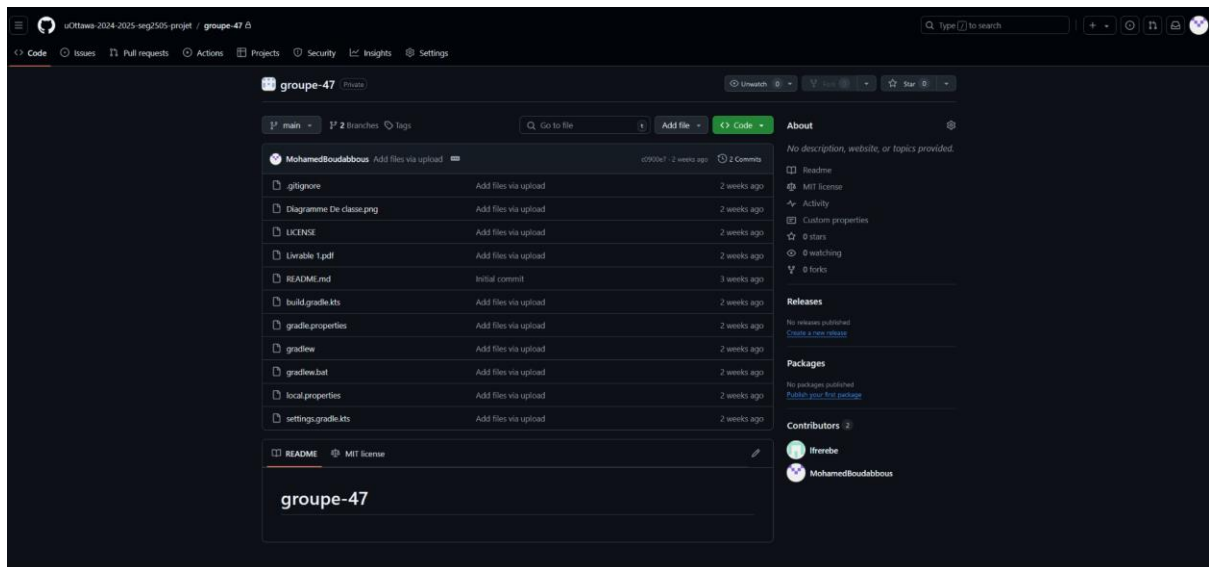 uOttawa-2024-2025-seg2505-projet / groupe-47
Type / to search
Code Issues Pull requests Actions Projects Security Insights Settings
groupe-47 Private
Unwatch 0 Star 0
main 2 Branches Tags Go to file t Add file Code
MohamedBoudabbous Add files via upload 2 weeks ago 2 Commits
.gitignore Add files via upload 2 weeks ago
Diagramme De classe.png Add files via upload 2 weeks ago
LICENSE Add files via upload 2 weeks ago
Livrable 1.pdf Add files via upload 2 weeks ago
README.md Initial commit 3 weeks ago
build.gradle.kts Add files via upload 2 weeks ago
gradle.properties Add files via upload 2 weeks ago
gradlew Add files via upload 2 weeks ago
gradlew.bat Add files via upload 2 weeks ago
local.properties Add files via upload 2 weeks ago
settings.gradle.kts Add files via upload 2 weeks ago
README MIT license
groupe-47
About
No description, website, or topics provided.
Readme
MIT license
Activity
Custom properties
0 stars
0 watching
0 forks
Releases
No releases published
Create a new release
Packages
No packages published
Publish your first package
Contributors 2
lfrerebe
MohamedBoudabbous